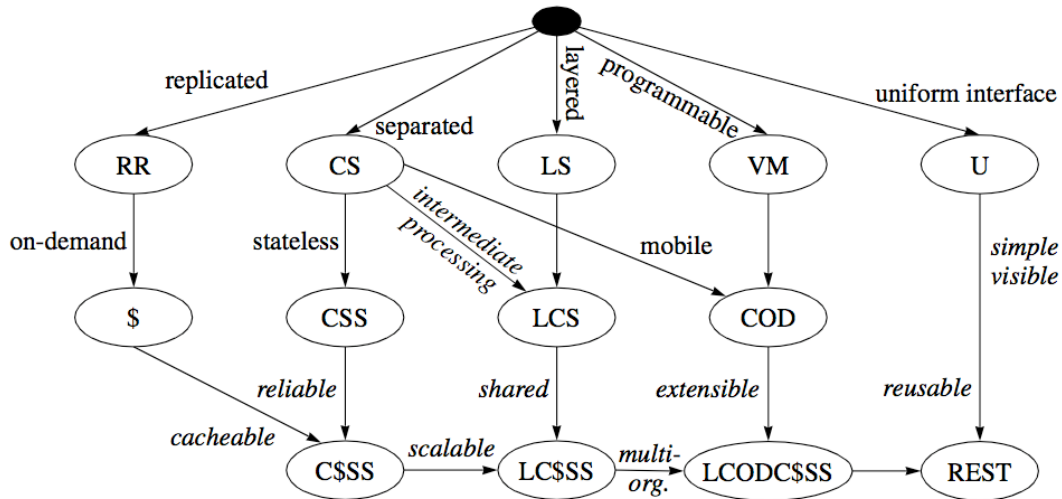 replicated
separated
layered
programmable
uniform interface
RR
CS
LS
VM
U
on-demand
stateless
intermediate
processing
mobile
simple
visible
$
CSS
LCS
COD
cacheable
reliable
shared
extensible
reusable
C$SS
scalable
LC$SS
multi-
org.
LCODC$SS
REST